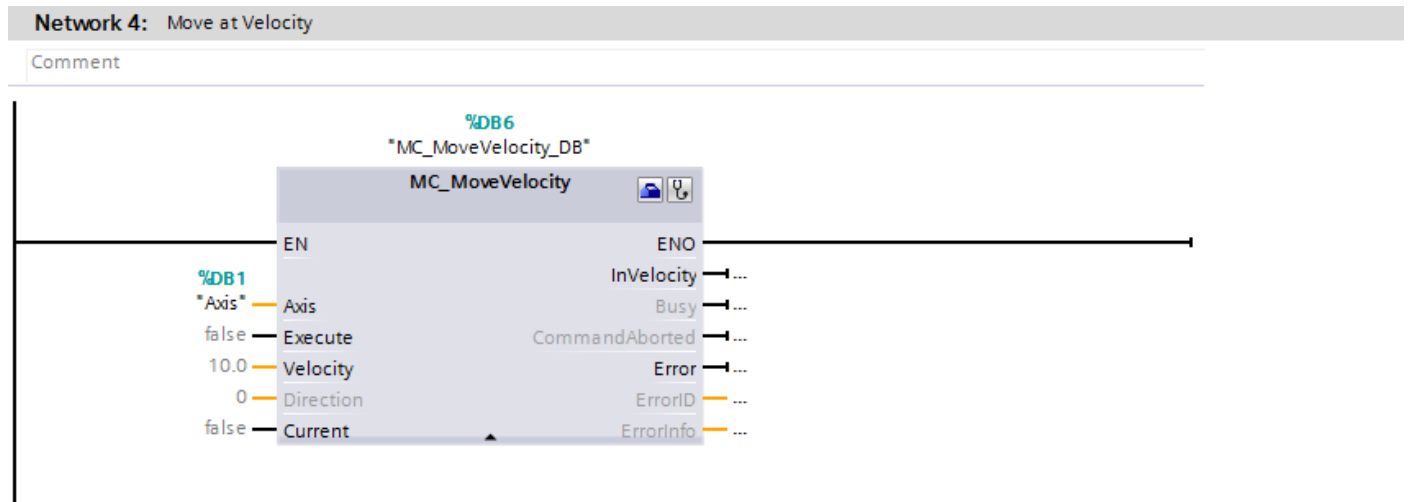 Network 4: Move at Velocity
Comment
%DB6
"MC_MoveVelocity_DB"
MC_MoveVelocity
EN ENO
InVelocity ...
%DB1
"Axis" Axis Busy ...
false Execute CommandAborted ...
10.0 Velocity Error ...
0 Direction ErrorID ...
false Current ErrorInfo ...